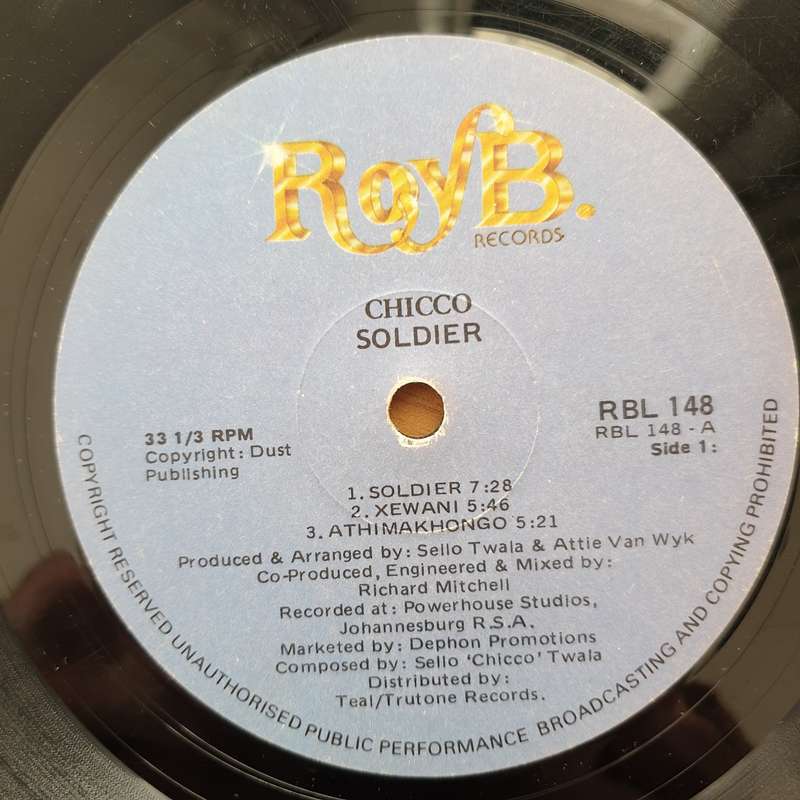 RoyB.
RECORDS
CHICCO
SOLDIER
33 1/3 RPM
Copyright: Dust
Publishing
RBL 148
RBL 148 - A
Side 1:
1. SOLDIER 7:28
2. XEWANI 5:46
3. ATHIMAKHONGO 5:21
Produced & Arranged by: Sello Twala & Attie Van Wyk
Co-Produced, Engineered & Mixed by:
Richard Mitchell
Recorded at: Powerhouse Studios,
Johannesburg R.S.A.
Marketed by: Dephon Promotions
Composed by: Sello 'Chicco' Twala
Distributed by:
Teal/Trutone Records.
COPYRIGHT RESERVED UNAUTHORISED PUBLIC PERFORMANCE BROADCASTING AND COPYING PROHIBITED